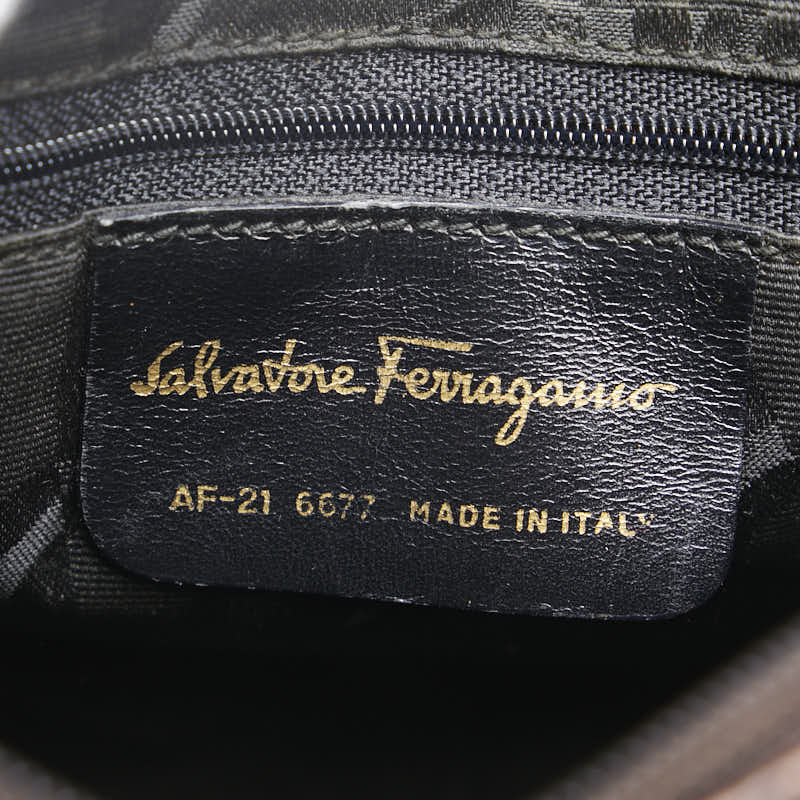 Salvatore Ferragamo
AF-21 6677 MADE IN ITALY